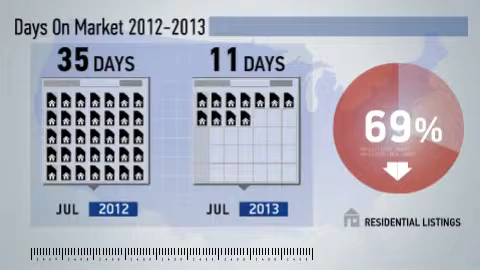 Days On Market 2012-2013
35 DAYS
11 DAYS
69%
JUL 2012
JUL 2013
RESIDENTIAL LISTINGS